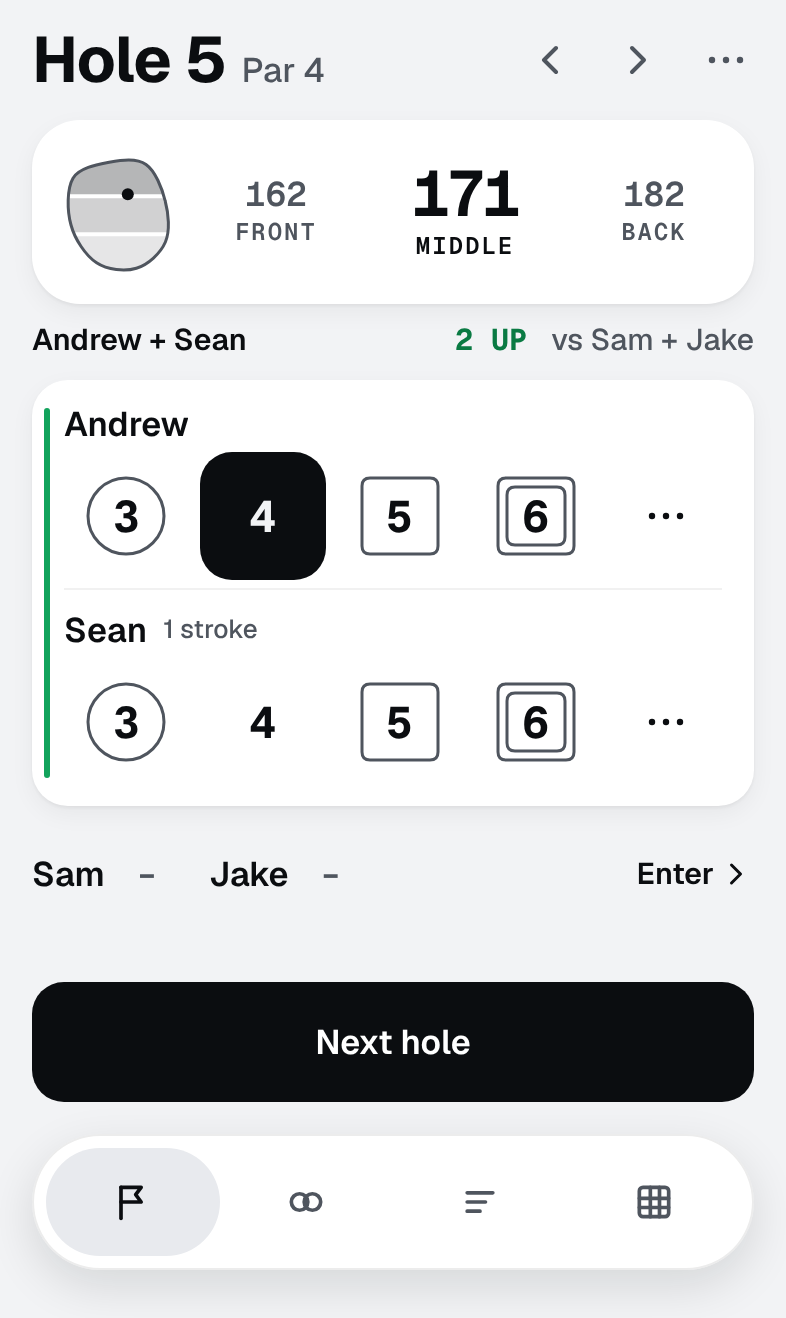 Hole 5 Par 4
162 171 182
FRONT MIDDLE BACK
Andrew + Sean 2 UP vs Sam + Jake
Andrew
3 4 5 6 ...
Sean 1 stroke
3 4 5 6 ...
Sam – Jake – Enter
Next hole